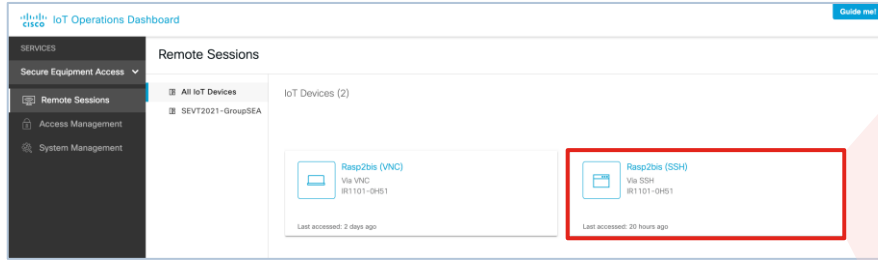 Guide me!
cisco IoT Operations Dashboard
SERVICES
Secure Equipment Access
Remote Sessions
Access Management
System Management
Remote Sessions
All IoT Devices
SEVT2021-GroupSEA
IoT Devices (2)
Rasp2bis (VNC)
Via VNC
IR1101-0H51
Last accessed: 2 days ago
Rasp2bis (SSH)
Via SSH
IR1101-0H51
Last accessed: 20 hours ago